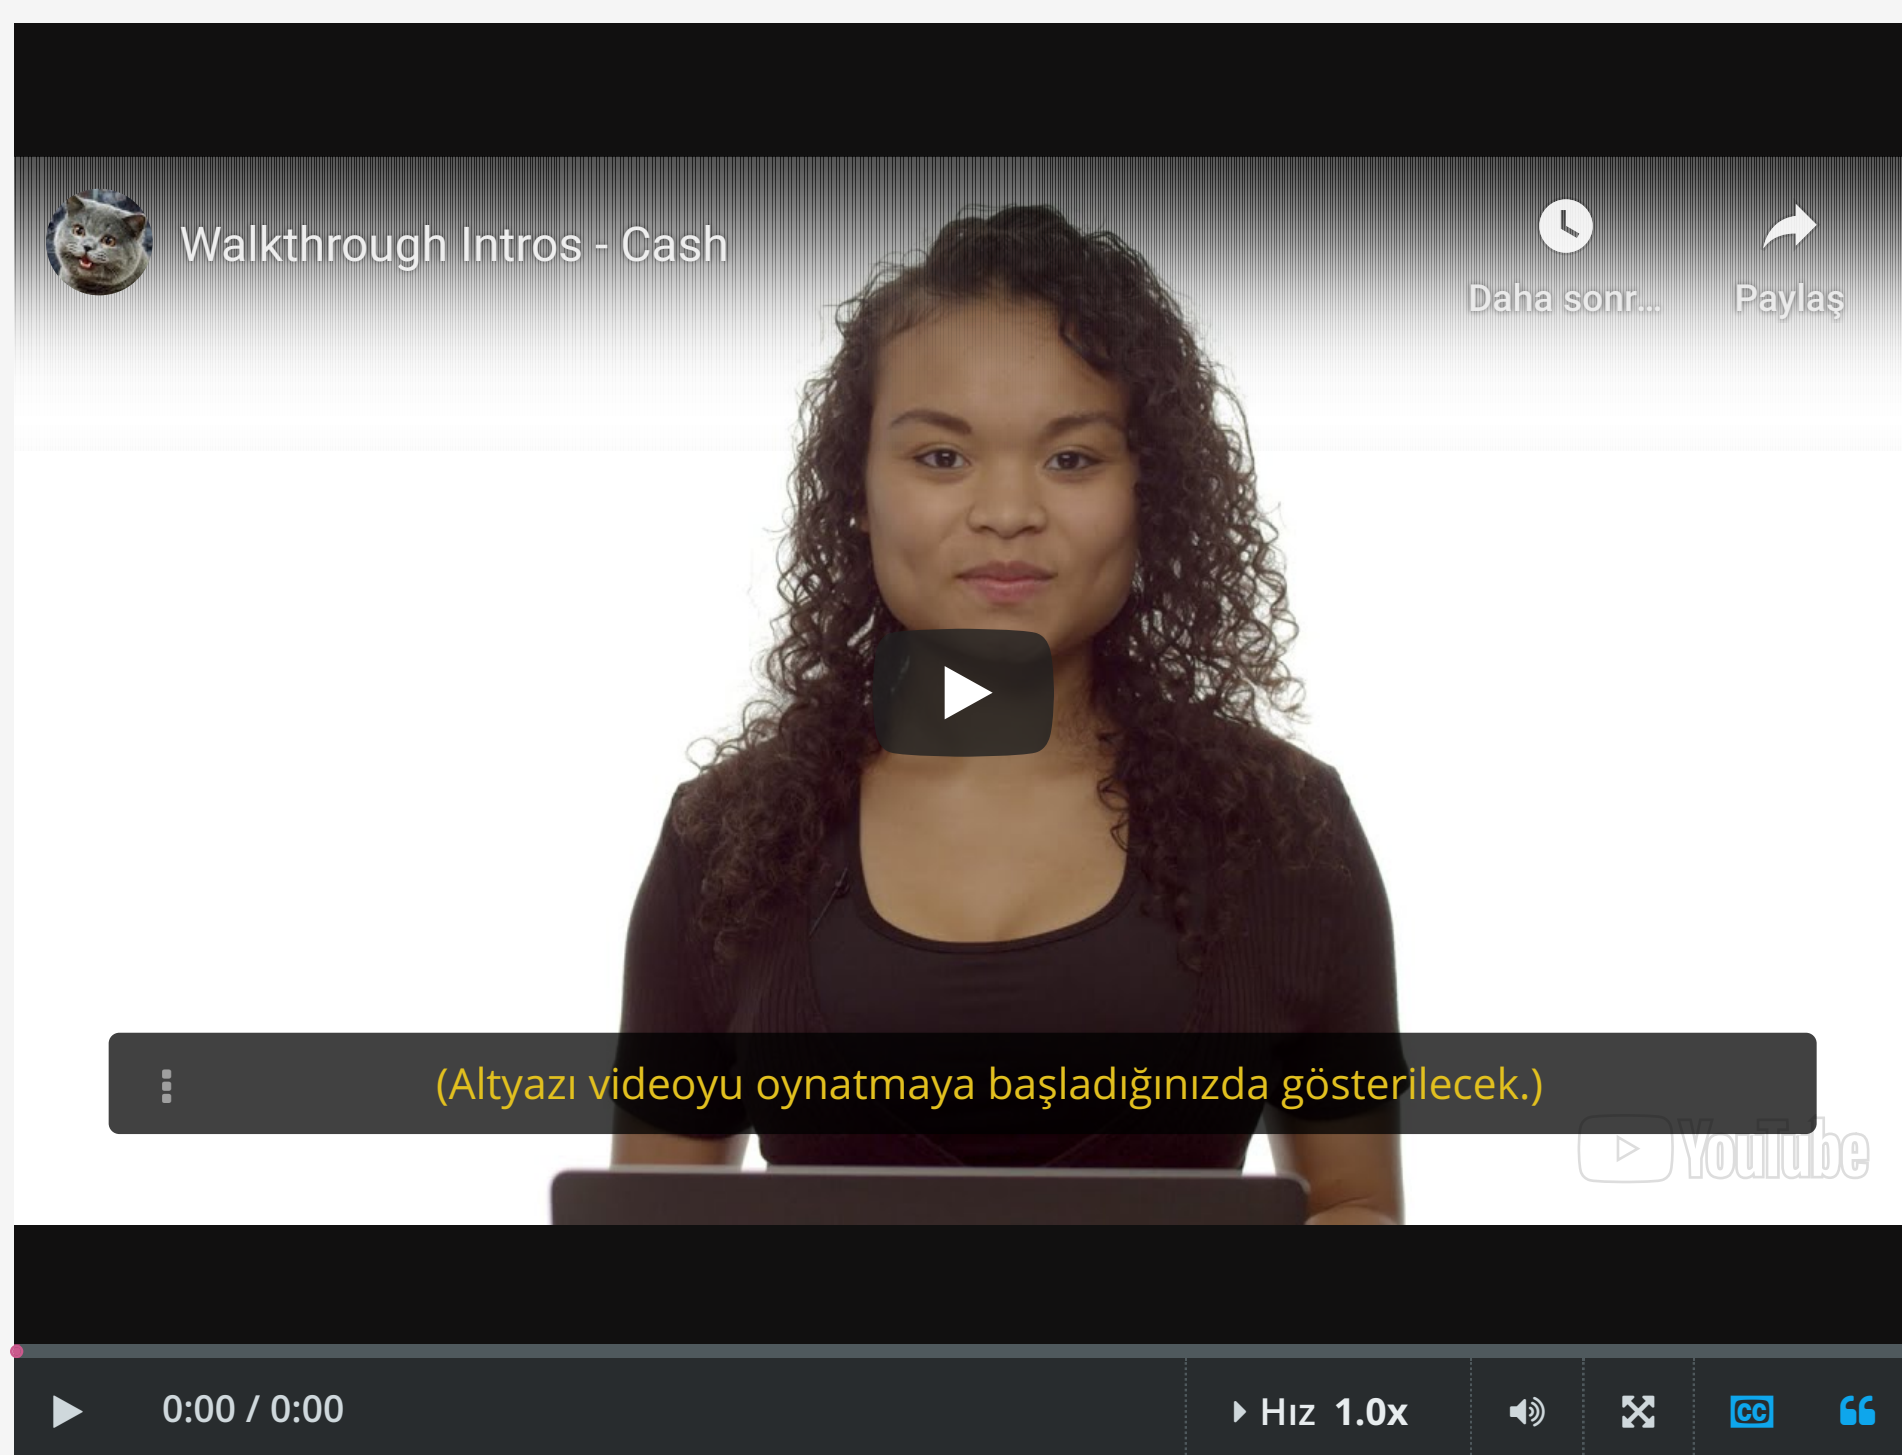 Walkthrough Intros - Cash
Daha sonr...
Paylaş
(Altyazı videoyu oynatmaya başladığınızda gösterilecek.)
YouTube
0:00 / 0:00
Hız 1.0x
CC